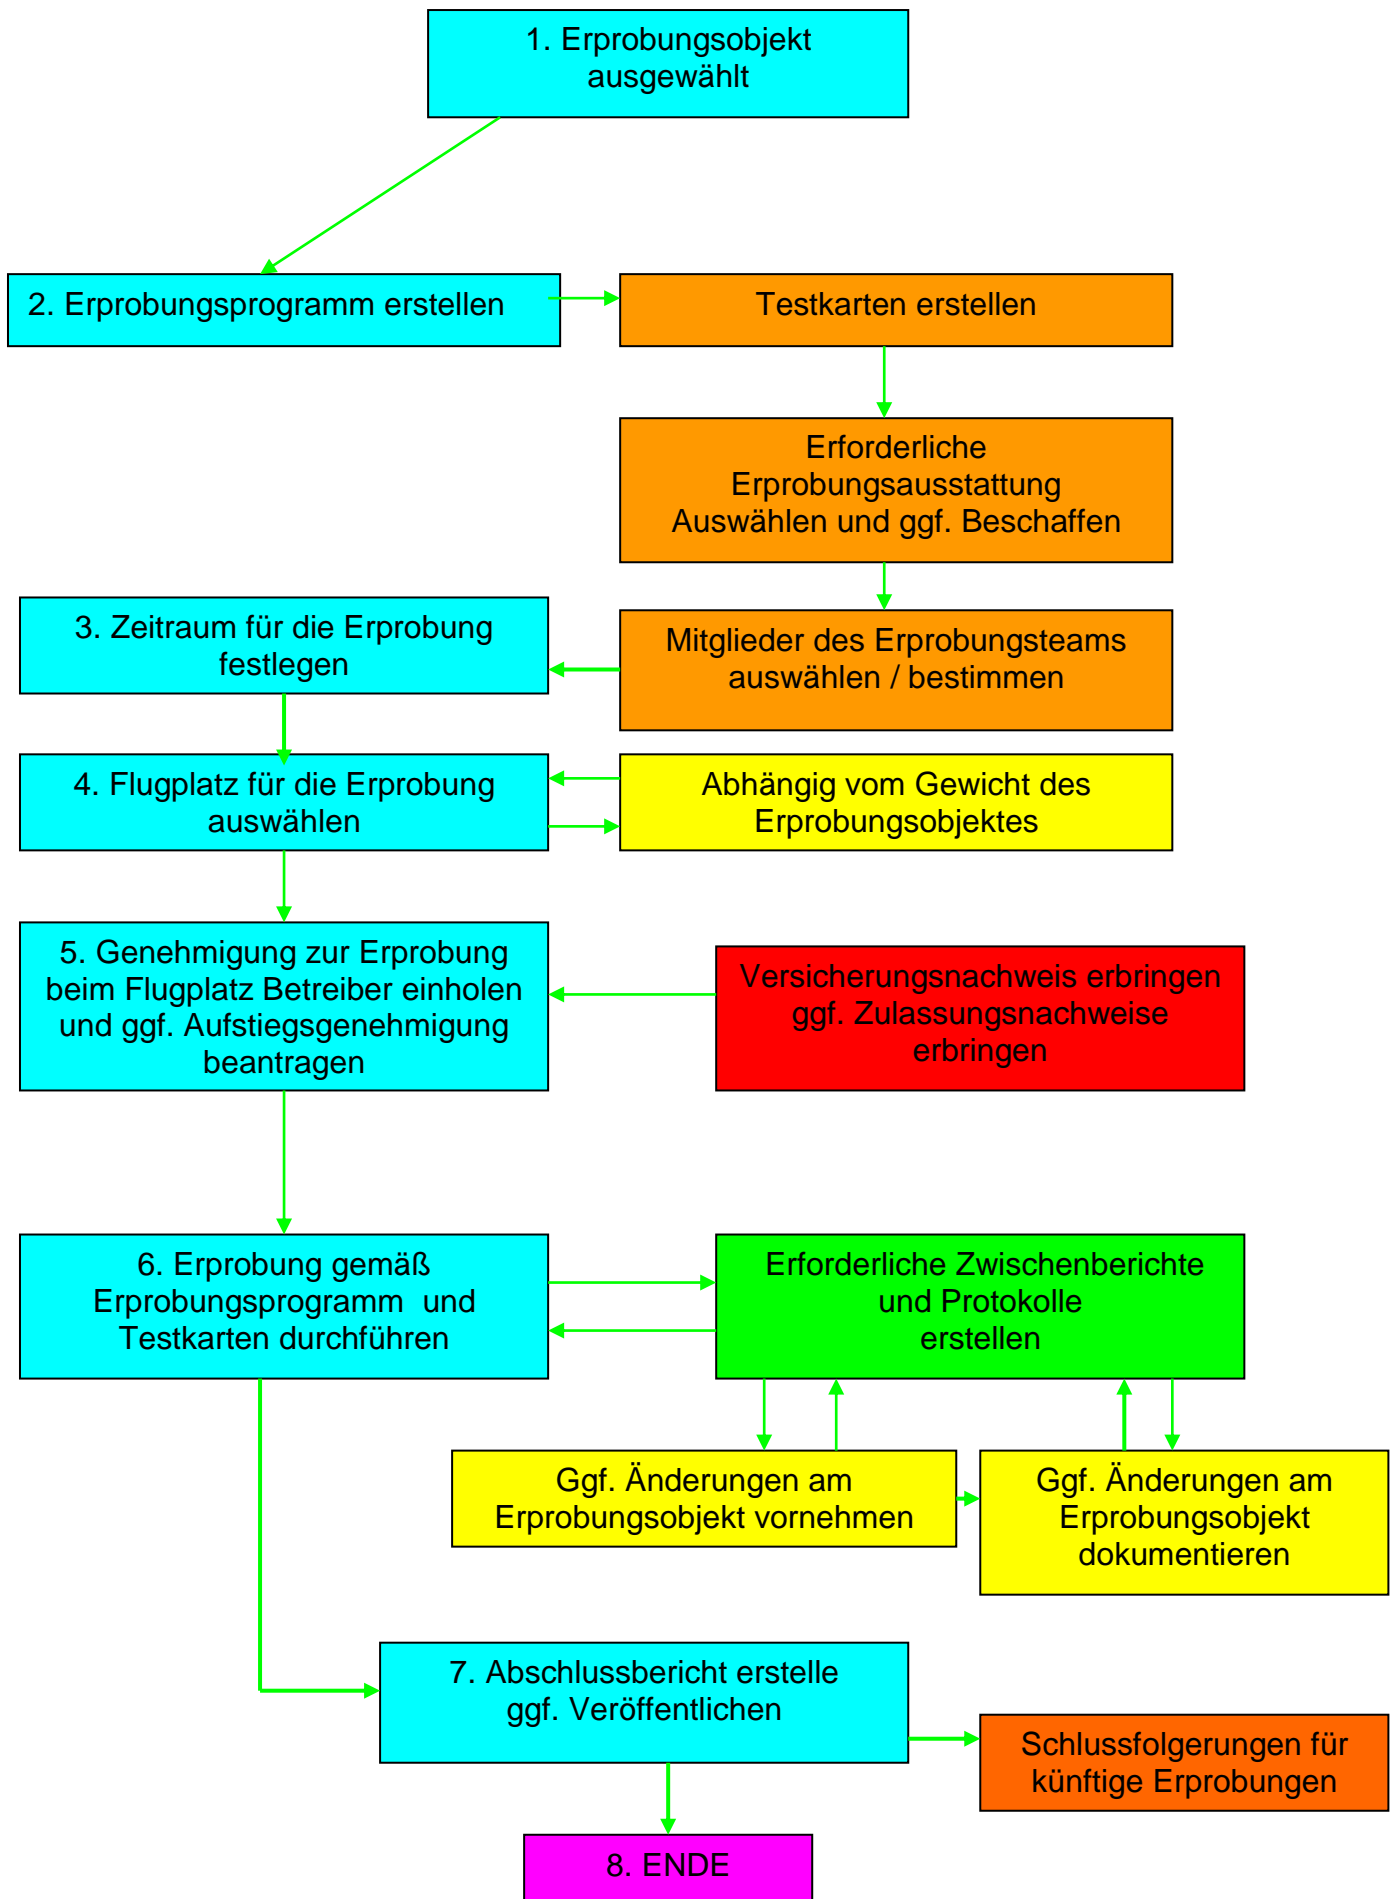 1. Erprobungsobjekt
ausgewählt
2. Erprobungsprogramm erstellen
Testkarten erstellen
Erforderliche
Erprobungsausstattung
Auswählen und ggf. Beschaffen
3. Zeitraum für die Erprobung
festlegen
Mitglieder des Erprobungsteams
auswählen / bestimmen
4. Flugplatz für die Erprobung
auswählen
Abhängig vom Gewicht des
Erprobungsobjektes
5. Genehmigung zur Erprobung
beim Flugplatz Betreiber einholen
und ggf. Aufstiegsgenehmigung
beantragen
Versicherungsnachweis erbringen
ggf. Zulassungsnachweise
erbringen
6. Erprobung gemäß
Erprobungsprogramm  und
Testkarten durchführen
Erforderliche Zwischenberichte
und Protokolle
erstellen
Ggf. Änderungen am
Erprobungsobjekt vornehmen
Ggf. Änderungen am
Erprobungsobjekt
dokumentieren
7. Abschlussbericht erstelle
ggf. Veröffentlichen
Schlussfolgerungen für
künftige Erprobungen
8. ENDE